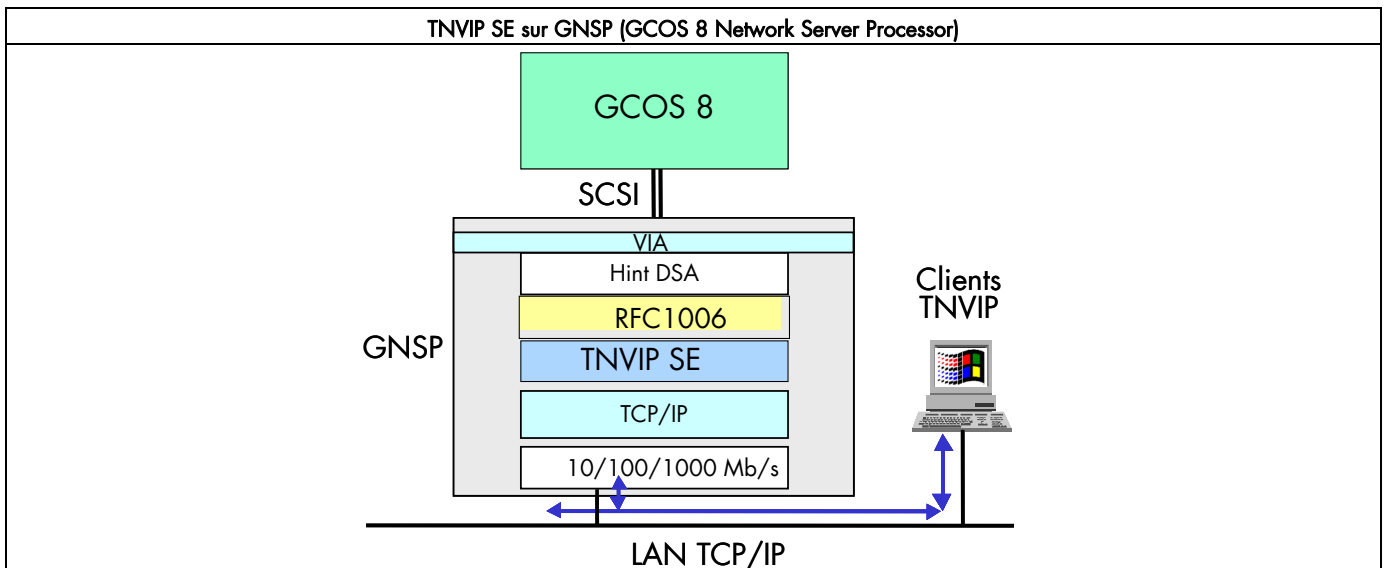 TNVIP SE sur GNSP (GCOS 8 Network Server Processor)
GCOS 8
SCSI
VIA
Hint DSA
RFC1006
GNSP
TNVIP SE
TCP/IP
10/100/1000 Mb/s
Clients
TNVIP
LAN TCP/IP